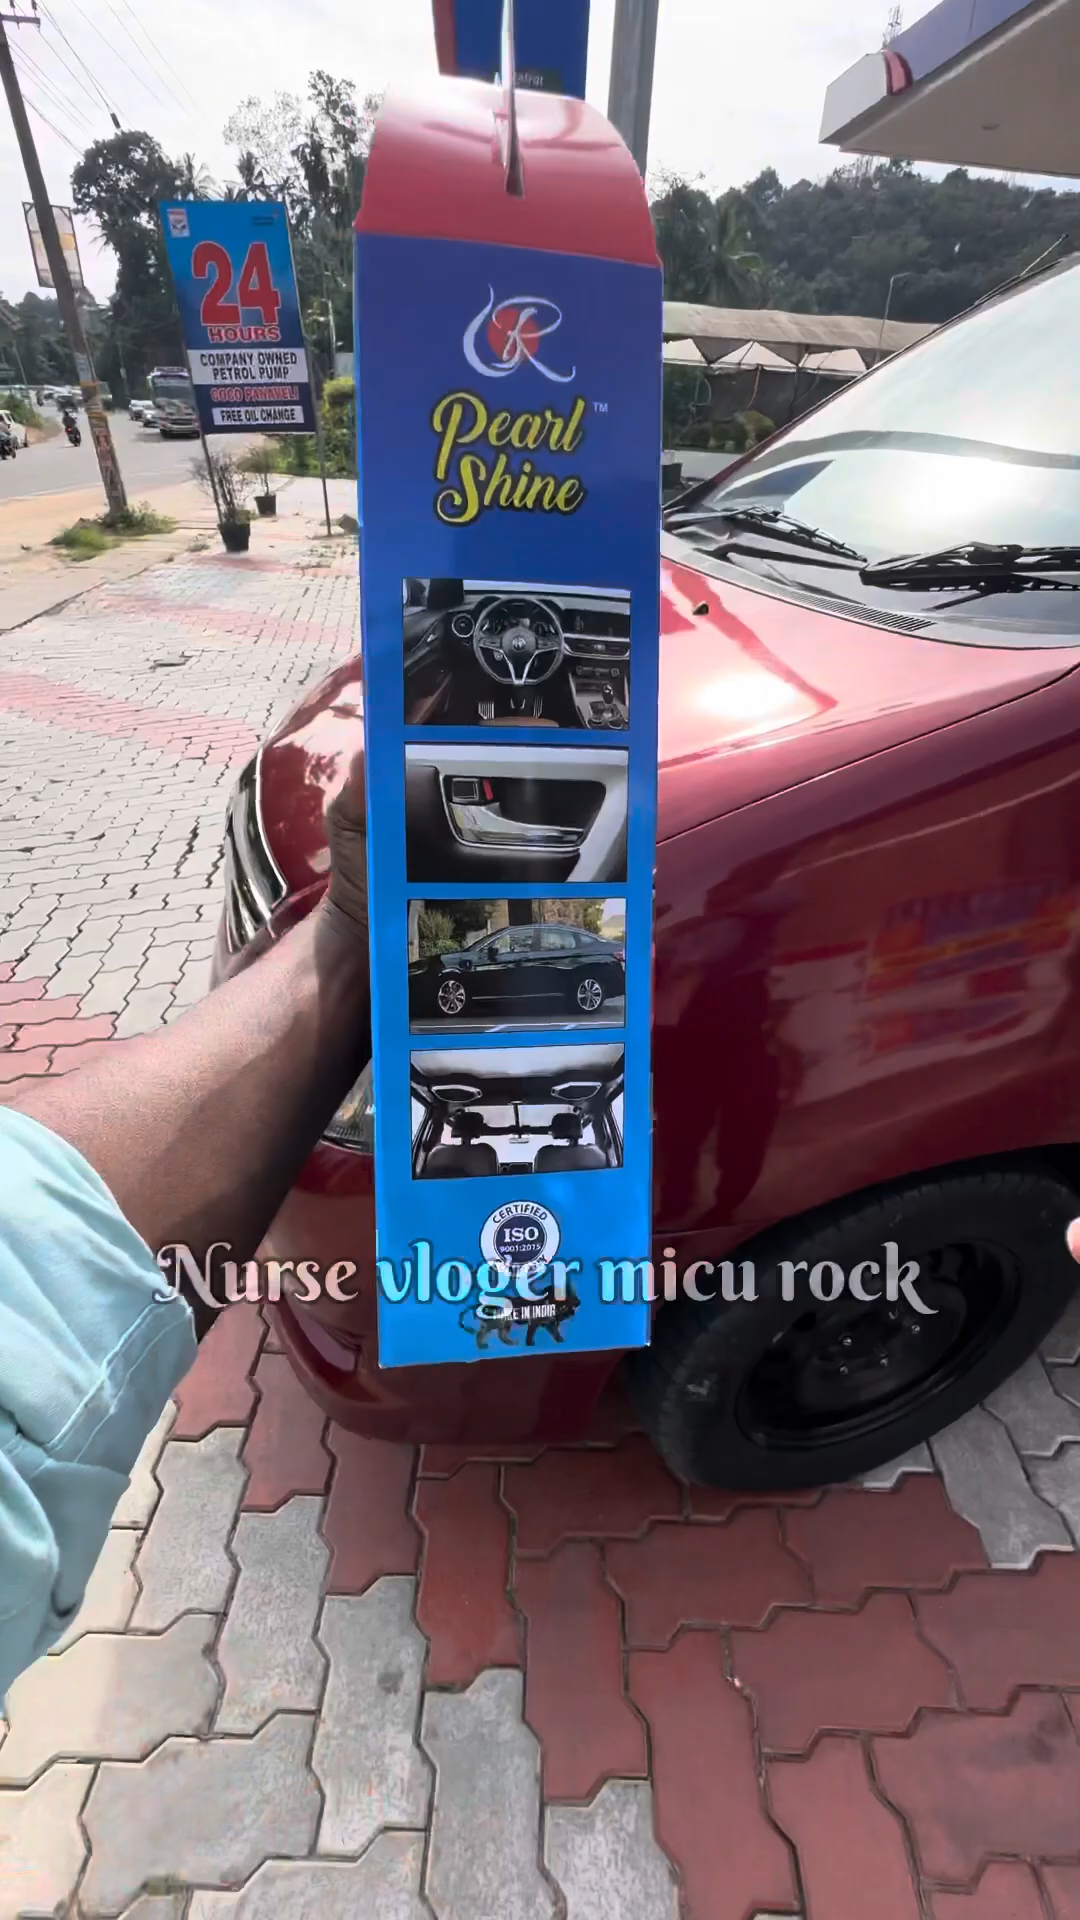 24
HOURS
COMPANY OWNED
PETROL PUMP
COCO PANAVELI
FREE OIL CHANGE
R
Pearl ™
Shine
CERTIFIED
ISO
9001:2015
Nurse vloger micu rock
MAKE IN INDIA